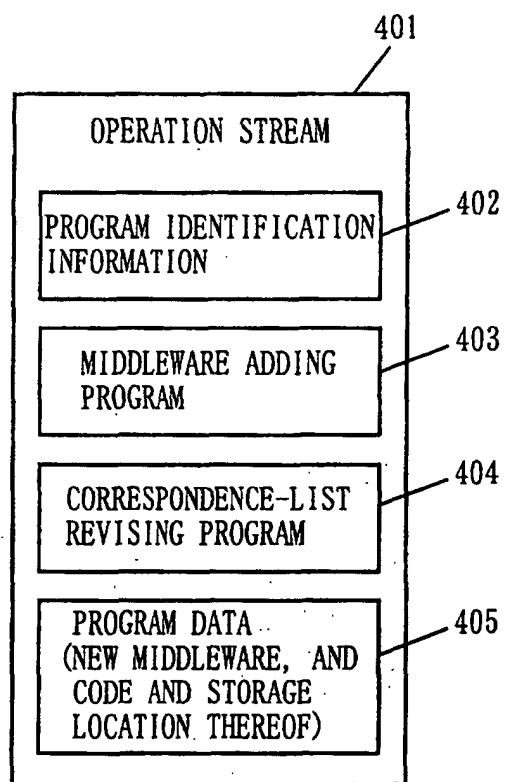 401
OPERATION STREAM
402
PROGRAM IDENTIFICATION
INFORMATION
403
MIDDLEWARE ADDING
PROGRAM
404
CORRESPONDENCE-LIST
REVISING PROGRAM
405
PROGRAM DATA
(NEW MIDDLEWARE, AND
CODE AND STORAGE
LOCATION THEREOF)